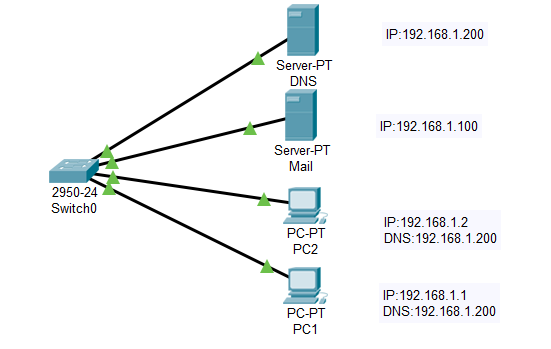 Server-PT
DNS
IP:192.168.1.200
Server-PT
Mail
IP:192.168.1.100
2950-24
Switch0
PC-PT
PC2
IP:192.168.1.2
DNS:192.168.1.200
PC-PT
PC1
IP:192.168.1.1
DNS:192.168.1.200